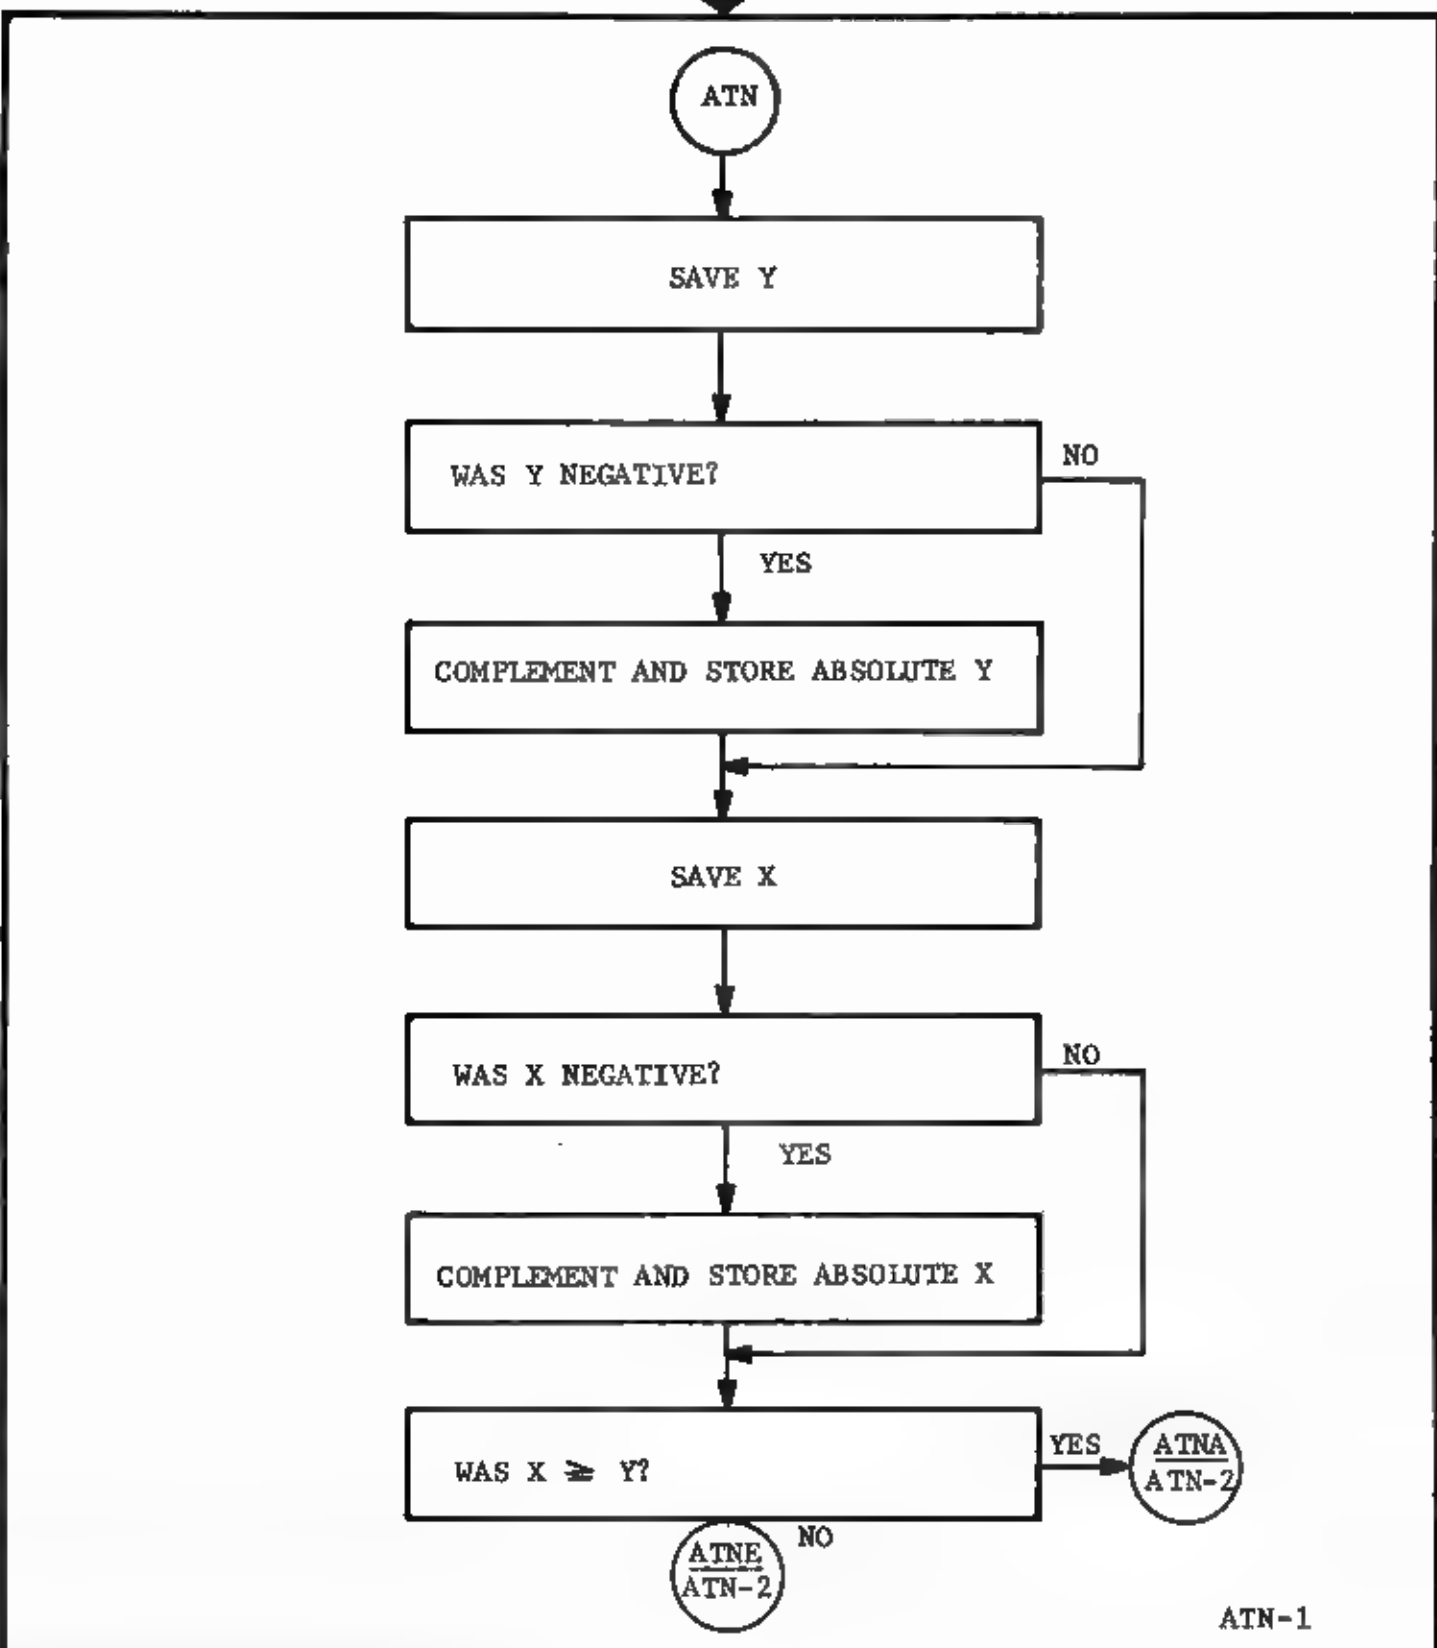 ATN
SAVE Y
WAS Y NEGATIVE?
NO
YES
COMPLEMENT AND STORE ABSOLUTE Y
SAVE X
WAS X NEGATIVE?
NO
YES
COMPLEMENT AND STORE ABSOLUTE X
WAS X ≥ Y?
YES
ATNA
ATN-2
NO
ATNE
ATN-2
ATN-1